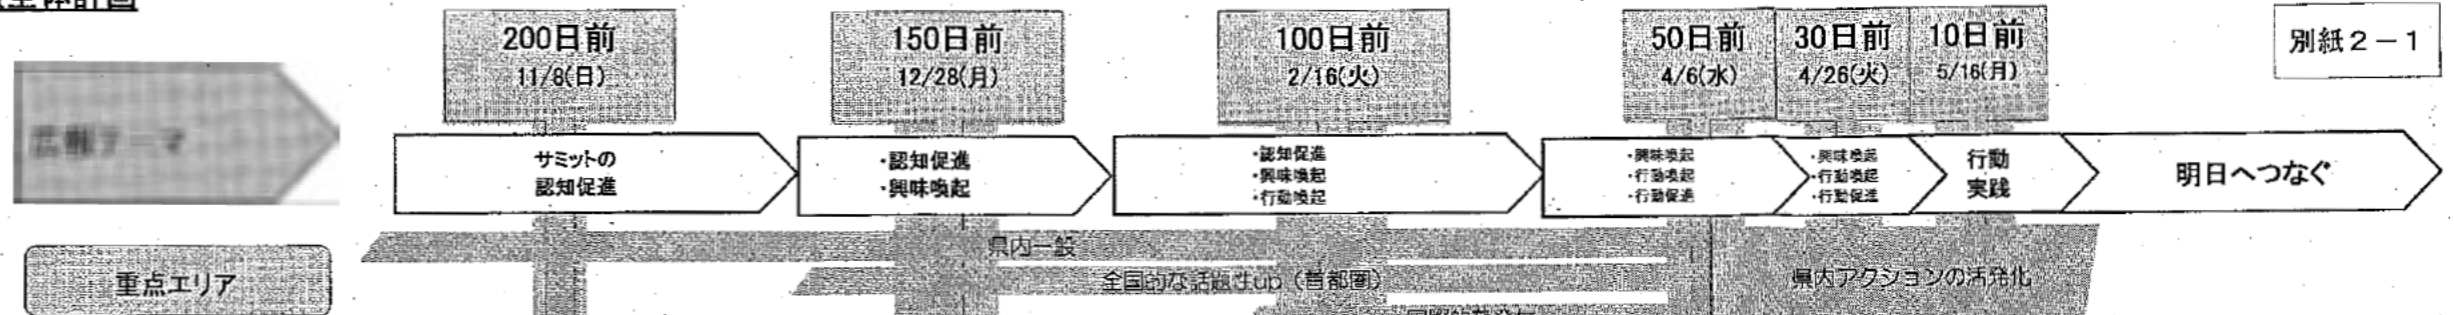 全体計画
別紙２－１
200日前
11/8(日)
150日前
12/28(月)
100日前
2/16(火)
50日前
4/6(水)
30日前
4/26(火)
10日前
5/16(月)
広報テーマ
サミットの
認知促進
・認知促進
・興味喚起
・認知促進
・興味喚起
・行動喚起
・興味喚起
・行動喚起
・行動促進
・興味喚起
・行動喚起
・行動促進
行動
実践
明日へつなぐ
重点エリア
県内一般
全国的な話題性up（首都圏）
県内アクションの活発化